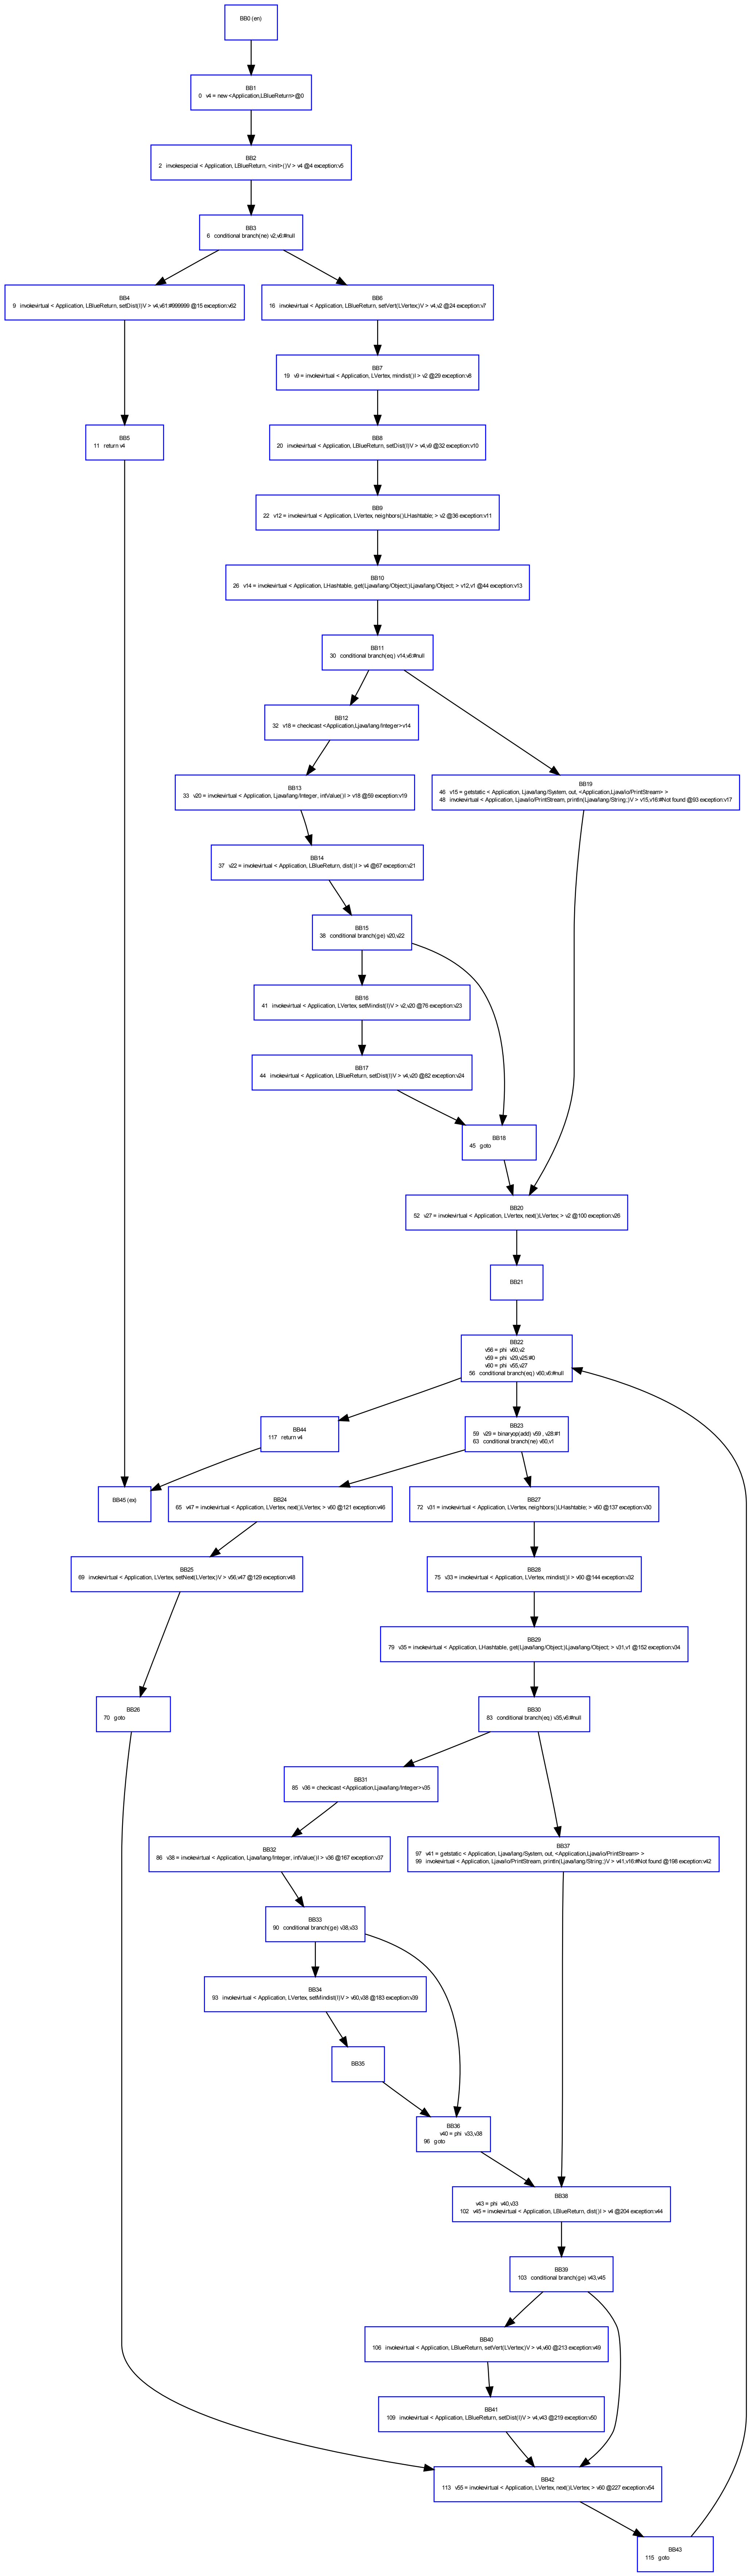 BB0 (en)
BB1
0 v4 = new <Application,LBlueReturn>@0
BB2
2 invokespecial < Application, LBlueReturn, <init>()V > v4 @4 exception:v5
BB3
6 conditional branch(ne) v2,v6:#null
BB4
9 invokevirtual < Application, LBlueReturn, setDist(I)V > v4,v61:#999999 @15 exception:v62
BB6
16 invokevirtual < Application, LBlueReturn, setVert(LVertex;)V > v4,v2 @24 exception:v7
BB7
19 v9 = invokevirtual < Application, LVertex, mindist()I > v2 @29 exception:v8
BB5
11 return v4
BB8
20 invokevirtual < Application, LBlueReturn, setDist(I)V > v4,v9 @32 exception:v10
BB9
22 v12 = invokevirtual < Application, LVertex, neighbors()LHashtable; > v2 @36 exception:v11
BB10
26 v14 = invokevirtual < Application, LHashtable, get(Ljava/lang/Object;)Ljava/lang/Object; > v12,v1 @44 exception:v13
BB11
30 conditional branch(eq) v14,v6:#null
BB12
32 v18 = checkcast <Application,Ljava/lang/Integer>v14
BB13
33 v20 = invokevirtual < Application, Ljava/lang/Integer, intValue()I > v18 @59 exception:v19
BB19
46 v15 = getstatic < Application, Ljava/lang/System, out, <Application,Ljava/io/PrintStream> >
48 invokevirtual < Application, Ljava/io/PrintStream, println(Ljava/lang/String;)V > v15,v16:#Not found @93 exception:v17
BB14
37 v22 = invokevirtual < Application, LBlueReturn, dist()I > v4 @67 exception:v21
BB15
38 conditional branch(ge) v20,v22
BB16
41 invokevirtual < Application, LVertex, setMindist(I)V > v2,v20 @76 exception:v23
BB17
44 invokevirtual < Application, LBlueReturn, setDist(I)V > v4,v20 @82 exception:v24
BB18
45 goto
BB20
52 v27 = invokevirtual < Application, LVertex, next()LVertex; > v2 @100 exception:v26
BB21
BB22
v56 = phi v60,v2
v59 = phi v29,v25:#0
v60 = phi v55,v27
56 conditional branch(eq) v60,v6:#null
BB44
117 return v4
BB23
59 v29 = binaryop(add) v59 , v28:#1
63 conditional branch(ne) v60,v1
BB45 (ex)
BB24
65 v47 = invokevirtual < Application, LVertex, next()LVertex; > v60 @121 exception:v46
BB27
72 v31 = invokevirtual < Application, LVertex, neighbors()LHashtable; > v60 @137 exception:v30
BB25
69 invokevirtual < Application, LVertex, setNext(LVertex;)V > v56,v47 @129 exception:v48
BB28
75 v33 = invokevirtual < Application, LVertex, mindist()I > v60 @144 exception:v32
BB29
79 v35 = invokevirtual < Application, LHashtable, get(Ljava/lang/Object;)Ljava/lang/Object; > v31,v1 @152 exception:v34
BB26
70 goto
BB30
83 conditional branch(eq) v35,v6:#null
BB31
85 v36 = checkcast <Application,Ljava/lang/Integer>v35
BB32
86 v38 = invokevirtual < Application, Ljava/lang/Integer, intValue()I > v36 @167 exception:v37
BB37
97 v41 = getstatic < Application, Ljava/lang/System, out, <Application,Ljava/io/PrintStream> >
99 invokevirtual < Application, Ljava/io/PrintStream, println(Ljava/lang/String;)V > v41,v16:#Not found @198 exception:v42
BB33
90 conditional branch(ge) v38,v33
BB34
93 invokevirtual < Application, LVertex, setMindist(I)V > v60,v38 @183 exception:v39
BB35
BB36
v40 = phi v33,v38
96 goto
BB38
v43 = phi v40,v33
102 v45 = invokevirtual < Application, LBlueReturn, dist()I > v4 @204 exception:v44
BB39
103 conditional branch(ge) v43,v45
BB40
106 invokevirtual < Application, LBlueReturn, setVert(LVertex;)V > v4,v60 @213 exception:v49
BB41
109 invokevirtual < Application, LBlueReturn, setDist(I)V > v4,v43 @219 exception:v50
BB42
113 v55 = invokevirtual < Application, LVertex, next()LVertex; > v60 @227 exception:v54
BB43
115 goto